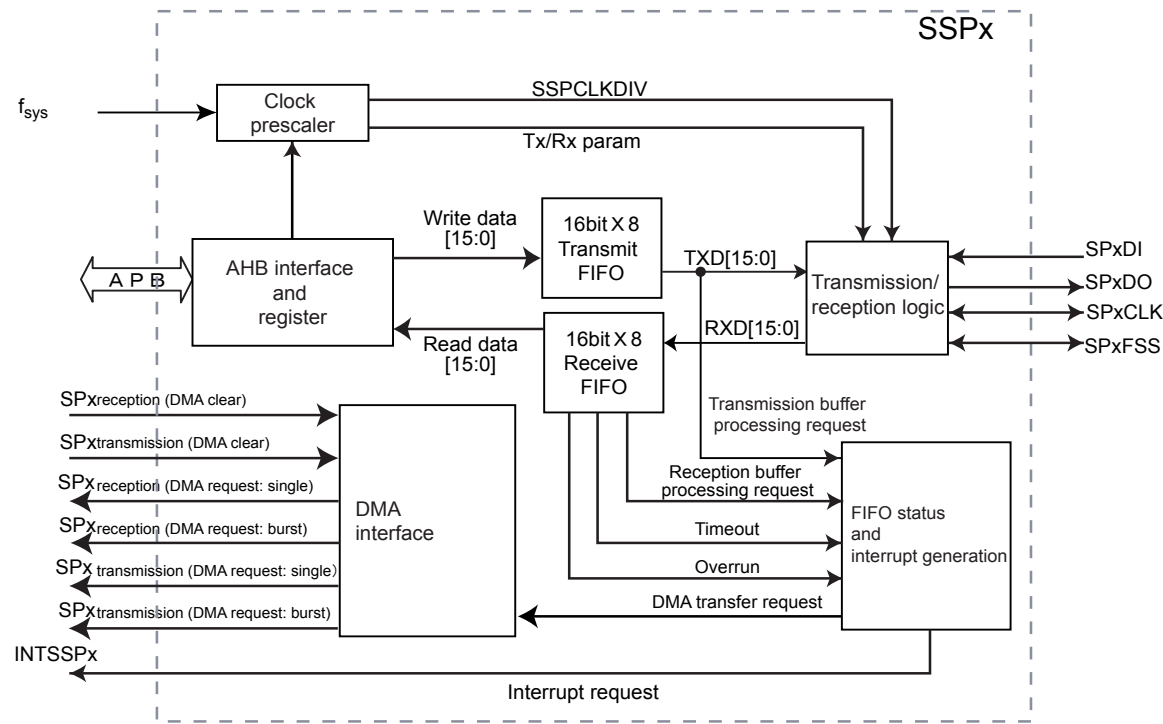 SSPx
fsys
Clock
prescaler
SSPCLKDIV
Tx/Rx param
APB
AHB interface
and
register
Write data
[15:0]
16bit X 8
Transmit
FIFO
TXD[15:0]
Transmission/
reception logic
SPxDI
SPxDO
SPxCLK
SPxFSS
Read data
[15:0]
16bit X 8
Receive
FIFO
RXD[15:0]
SPxreception (DMA clear)
SPxtransmission (DMA clear)
SPx reception (DMA request: single)
SPxreception (DMA request: burst)
SPx transmission (DMA request: single)
SPx transmission (DMA request: burst)
INTSSPx
DMA
interface
Transmission buffer
processing request
Reception buffer
processing request
Timeout
Overrun
DMA transfer request
FIFO status
and
interrupt generation
Interrupt request